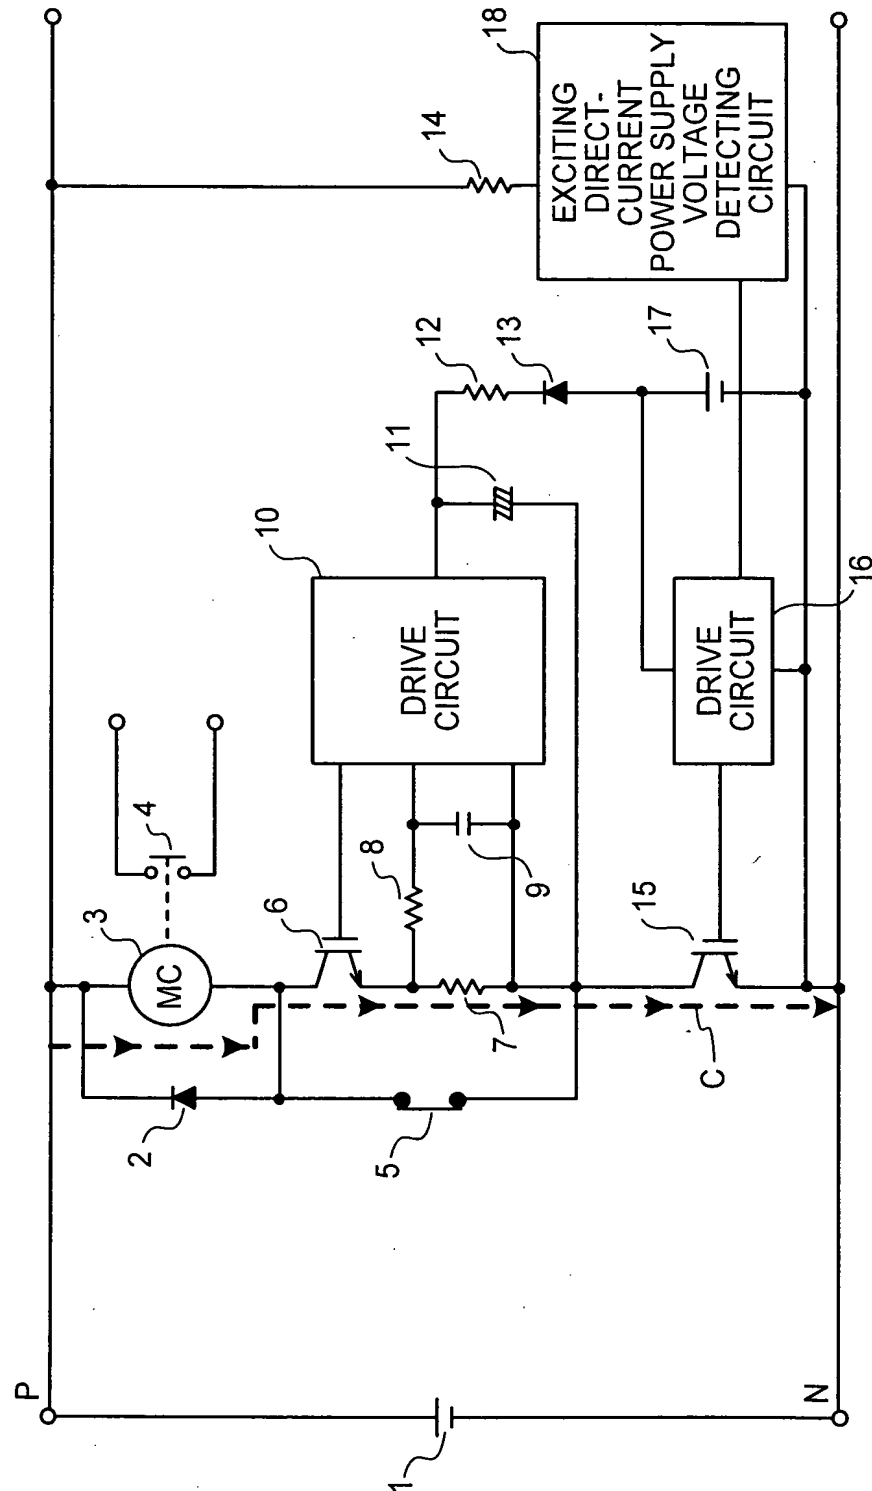 P
N
1
2
3
MC
4
5
6
7
8
9
10
DRIVE
CIRCUIT
11
12
13
14
15
C
16
DRIVE
CIRCUIT
17
18
EXCITING
DIRECT-
CURRENT
POWER SUPPLY
VOLTAGE
DETECTING
CIRCUIT